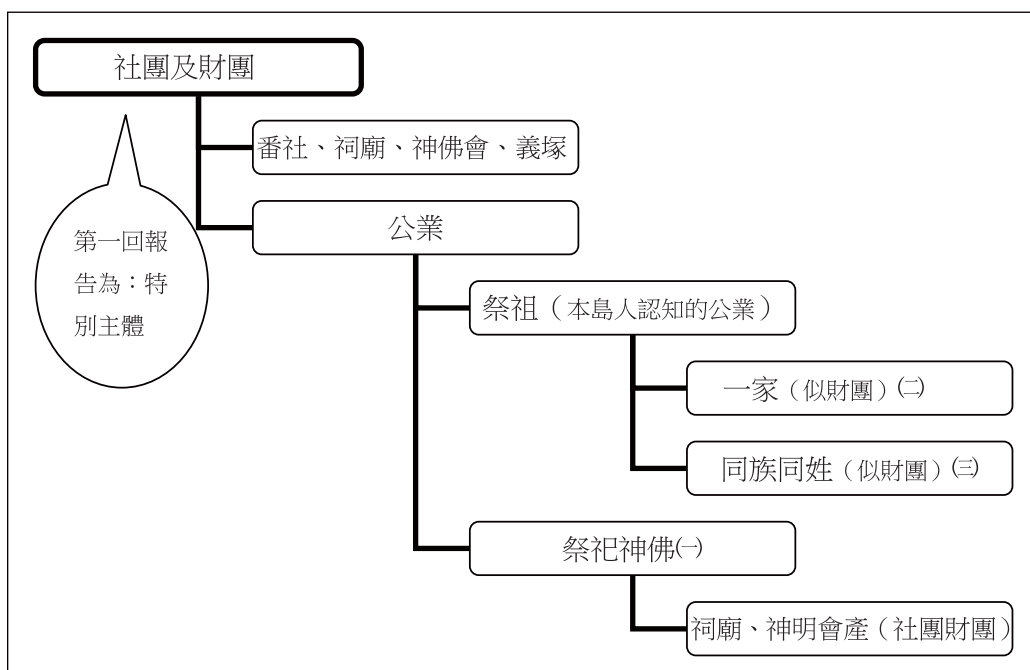 社團及財團
番社、祠廟、神佛會、義塚
公業
第一回報
告為：特
別主體
祭祖（本島人認知的公業）
一家（似財團）㈡
同族同姓（似財團）㈢
祭祀神佛㈠
祠廟、神明會產（社團財團）